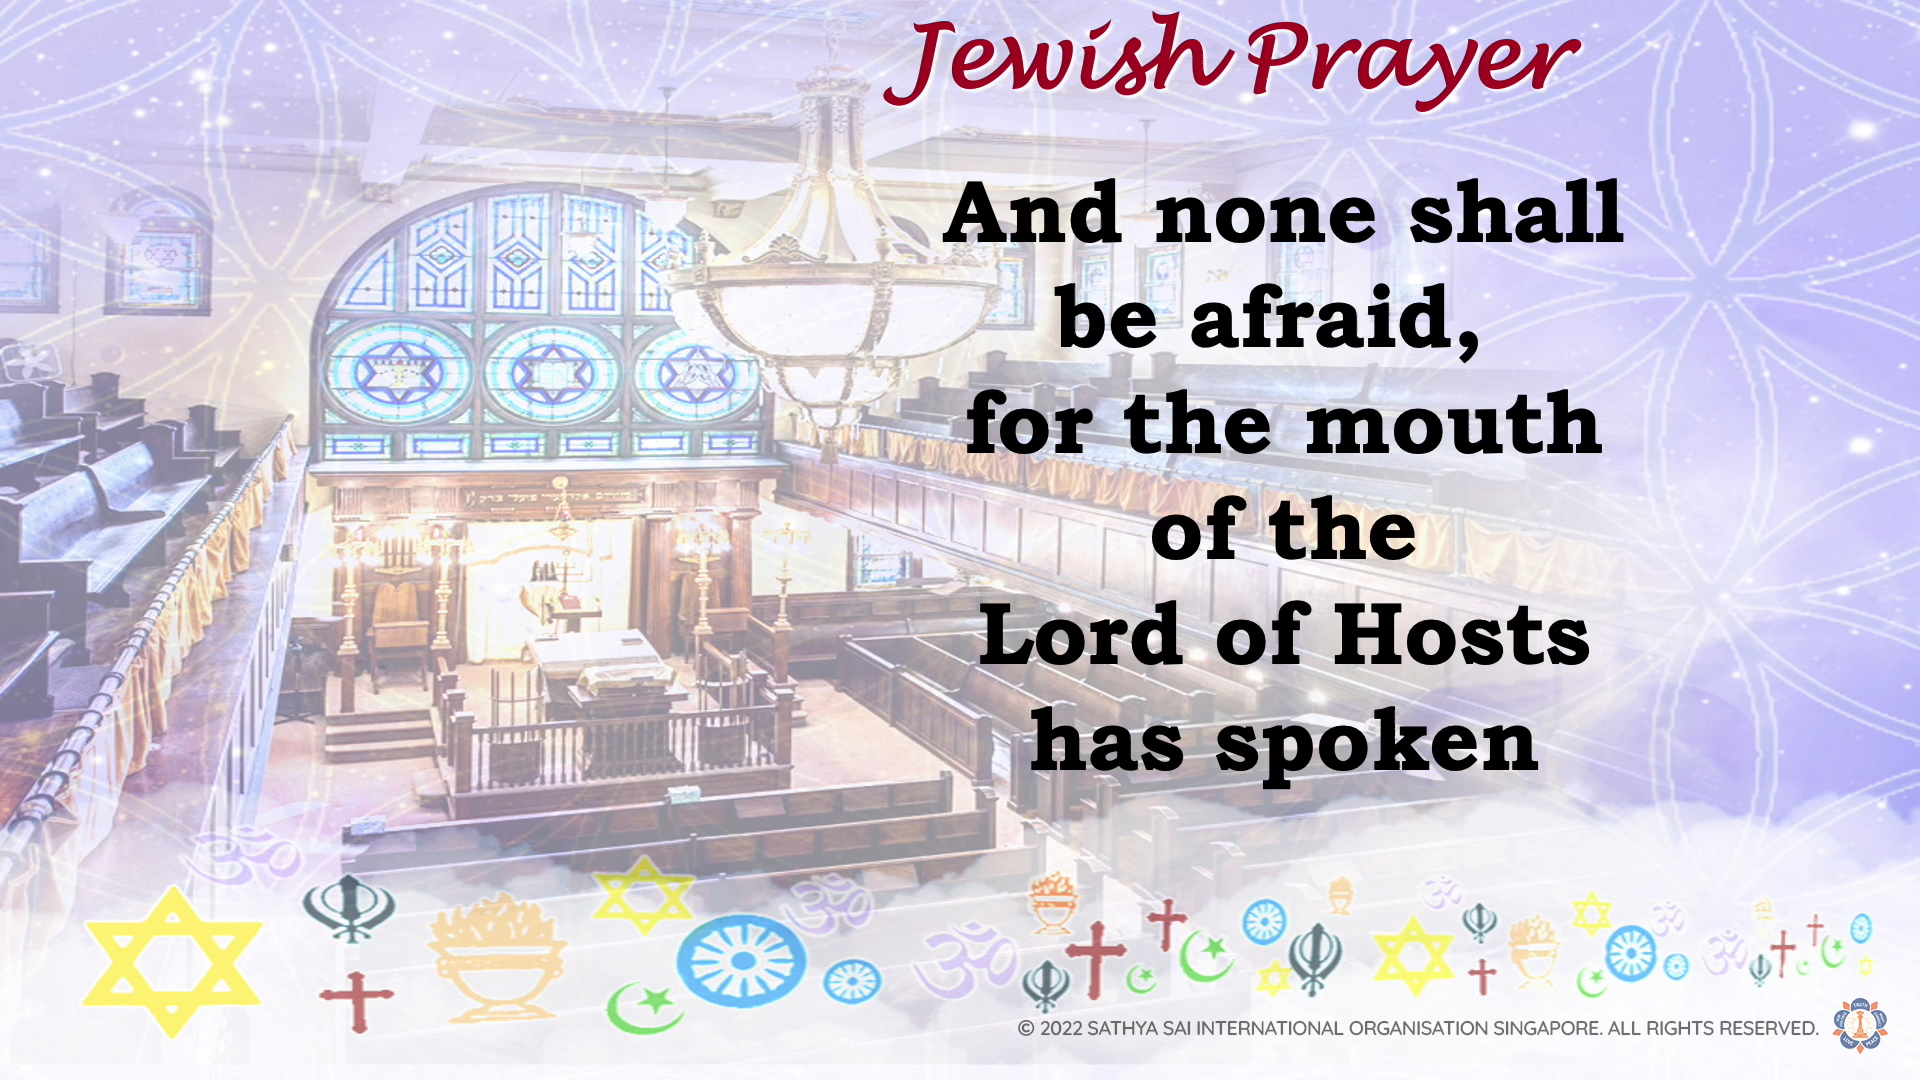 Jewish Prayer
And none shall
be afraid,
for the mouth
of the
Lord of Hosts
has spoken
© 2022 SATHYA SAI INTERNATIONAL ORGANISATION SINGAPORE. ALL RIGHTS RESERVED.